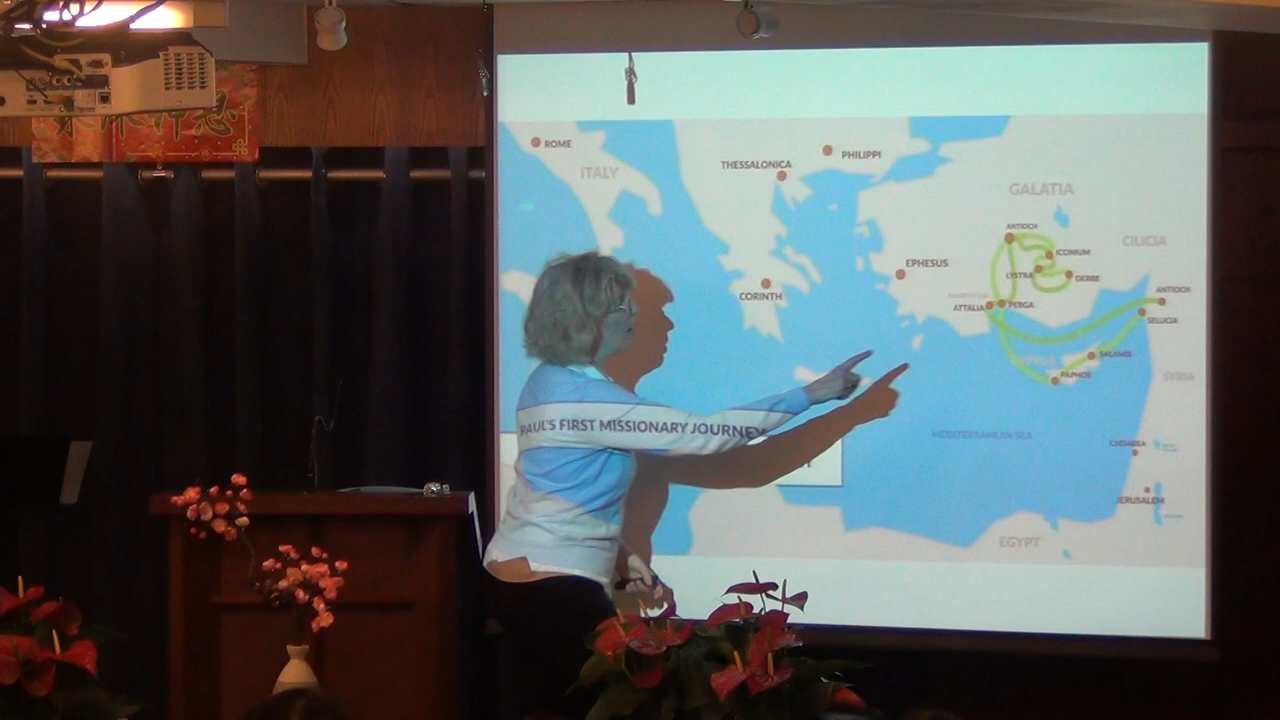 ROME
ITALY
THESSALONICA
PHILIPPI
GALATIA
ANTIOCH
ICONIUM
CILICIA
LYSTRA
DERBE
EPHESUS
CORINTH
ATTALIA
PERGA
ANTIOCH
SELUCIA
SALAMIS
PAPHOS
SYRIA
PAUL'S FIRST MISSIONARY JOURNEY
MEDITERRANEAN SEA
CAESAREA
JERUSALEM
EGYPT